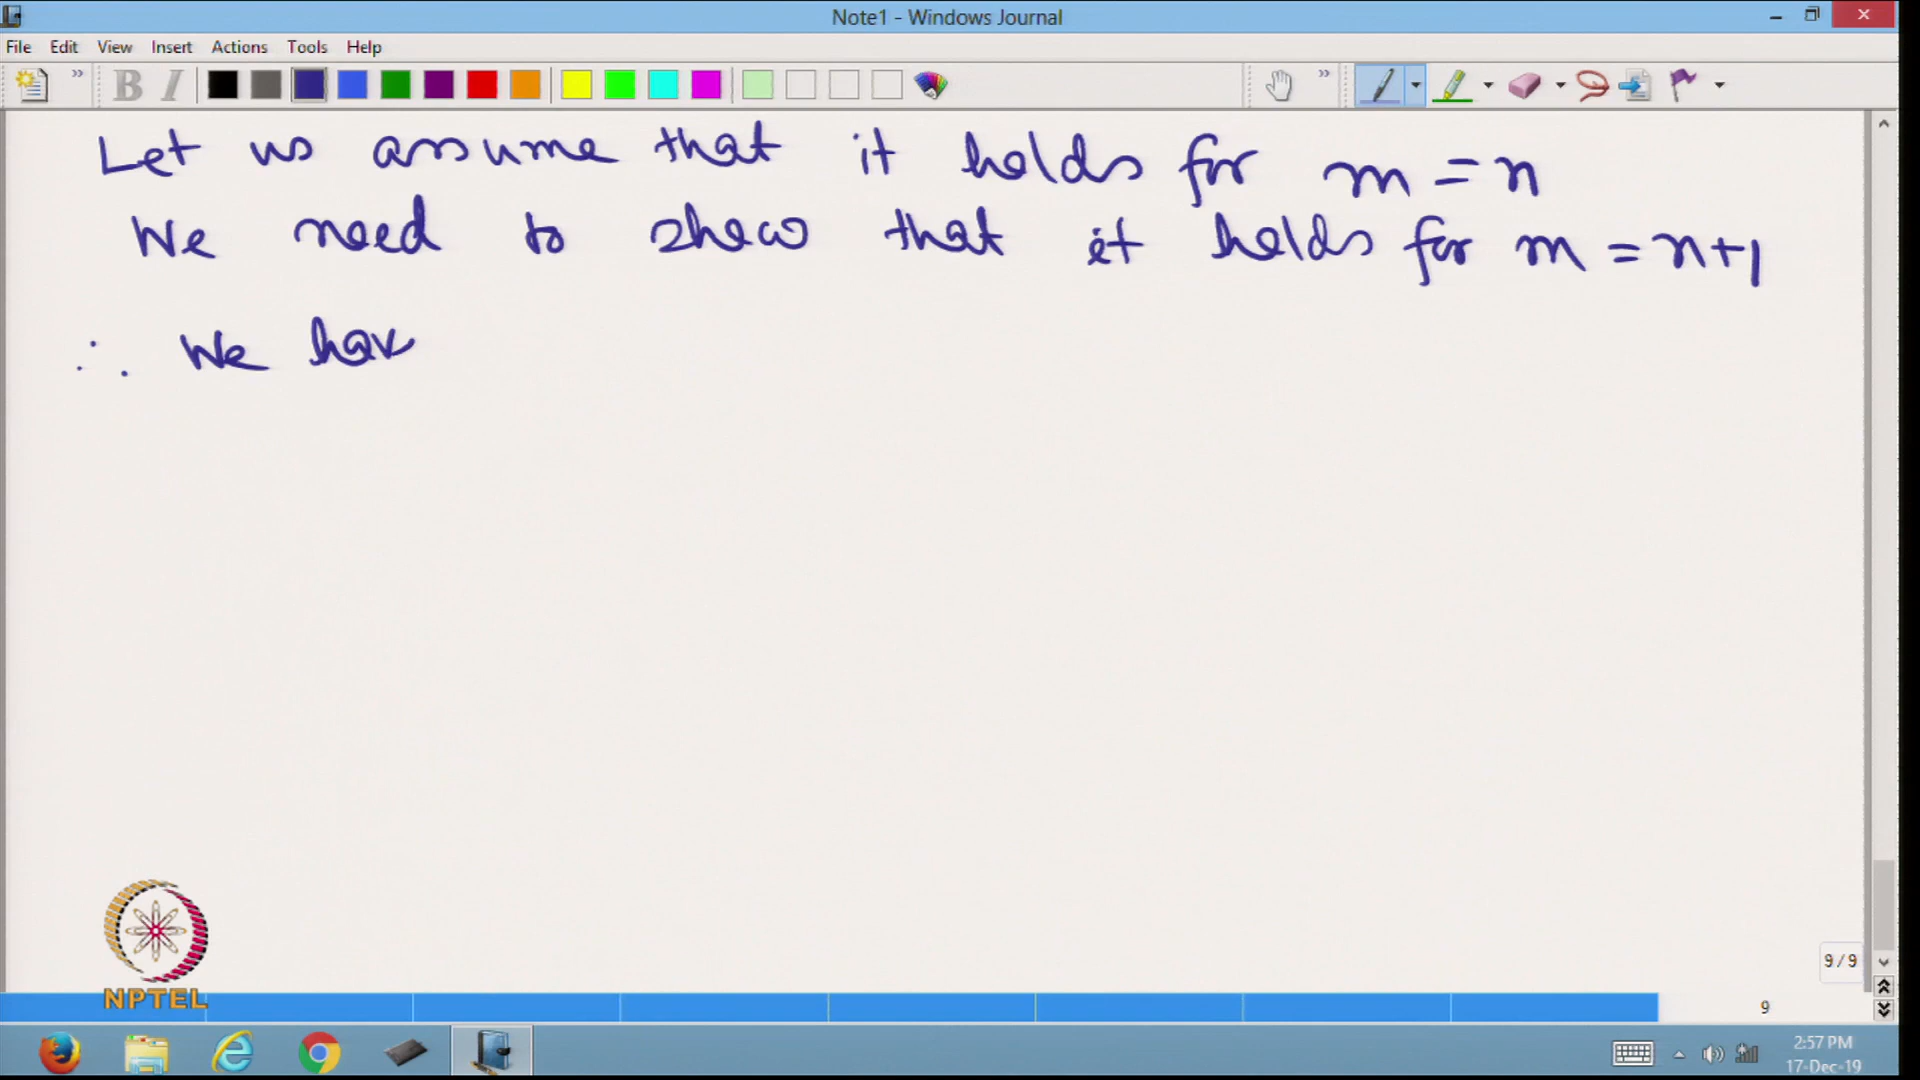 Note1 - Windows Journal
File Edit View Insert Actions Tools Help
B I
Let us assume that it holds for m = n
We need to show that it holds for m = n+1
∴ We hav
9/9
NPTEL
9
2:57 PM
17-Dec-19